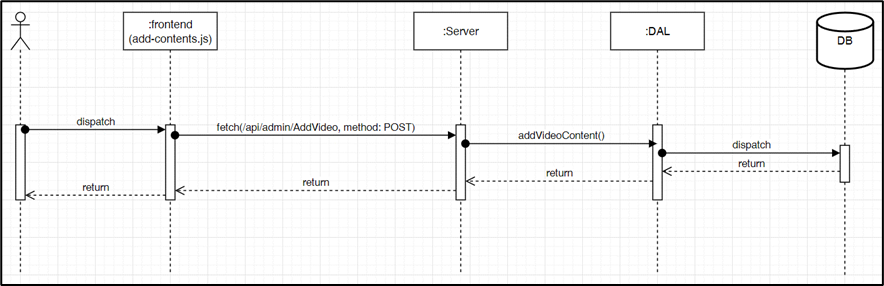 :frontend
(add-contents.js)
:Server
:DAL
DB
dispatch
fetch(/api/admin/AddVideo, method: POST)
addVideoContent()
dispatch
return
return
return
return